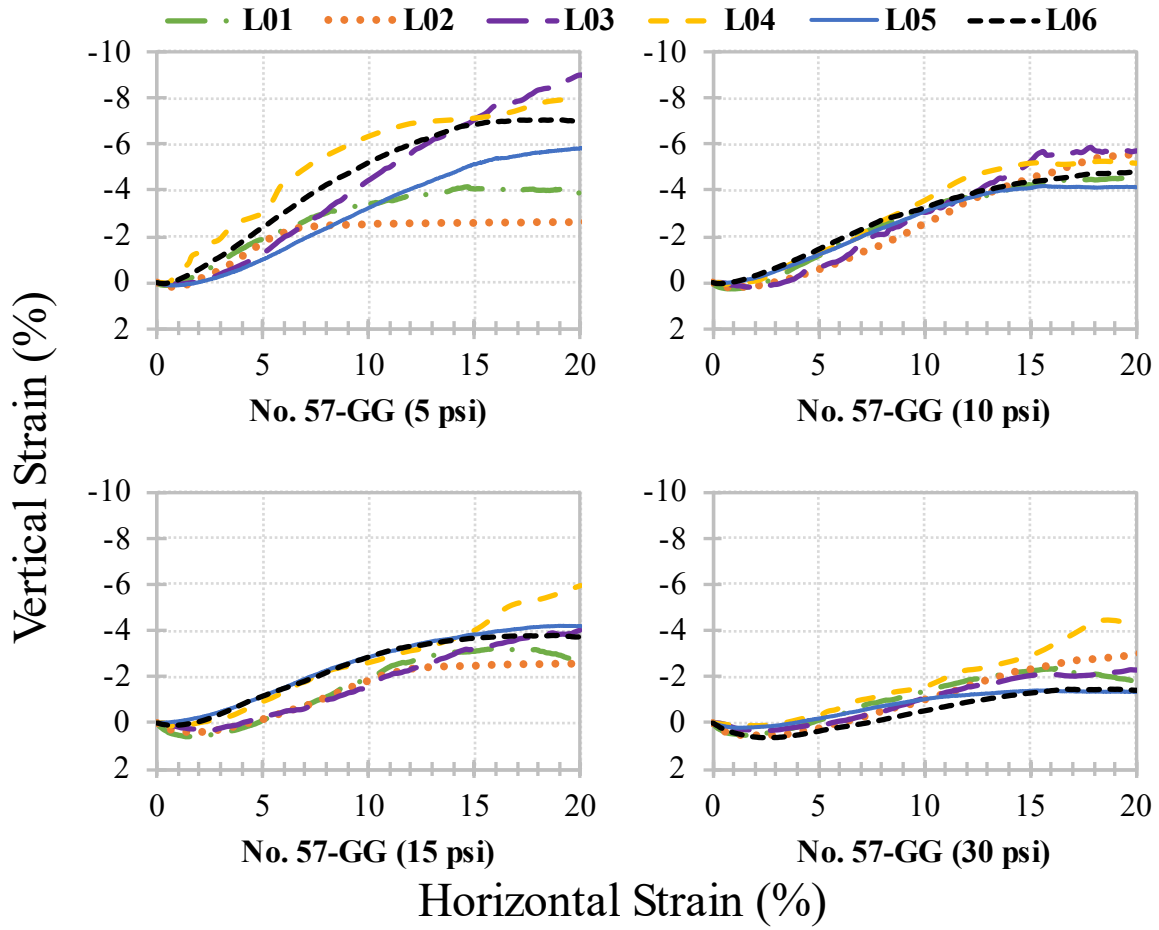 L01 L02 L03 L04 L05 L06
Vertical Strain (%)
-10
-8
-6
-4
-2
0
2
0 5 10 15 20
No. 57-GG (5 psi)
-10
-8
-6
-4
-2
0
2
0 5 10 15 20
No. 57-GG (10 psi)
-10
-8
-6
-4
-2
0
2
0 5 10 15 20
No. 57-GG (15 psi)
-10
-8
-6
-4
-2
0
2
0 5 10 15 20
No. 57-GG (30 psi)
Horizontal Strain (%)